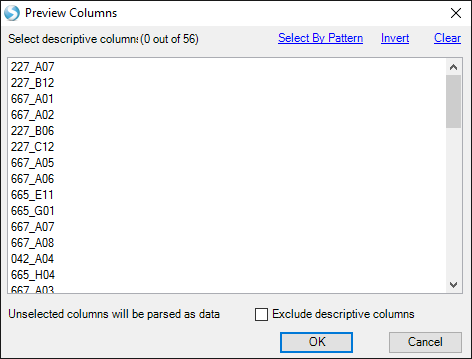 Preview Columns
Select descriptive columns (0 out of 56) Select By Pattern Invert Clear
227_A07
227_B12
667_A01
667_A02
227_B06
227_C12
667_A05
667_A06
665_E11
665_G01
667_A07
667_A08
042_A04
665_H04
667_A03
Unselected columns will be parsed as data Exclude descriptive columns
OK Cancel